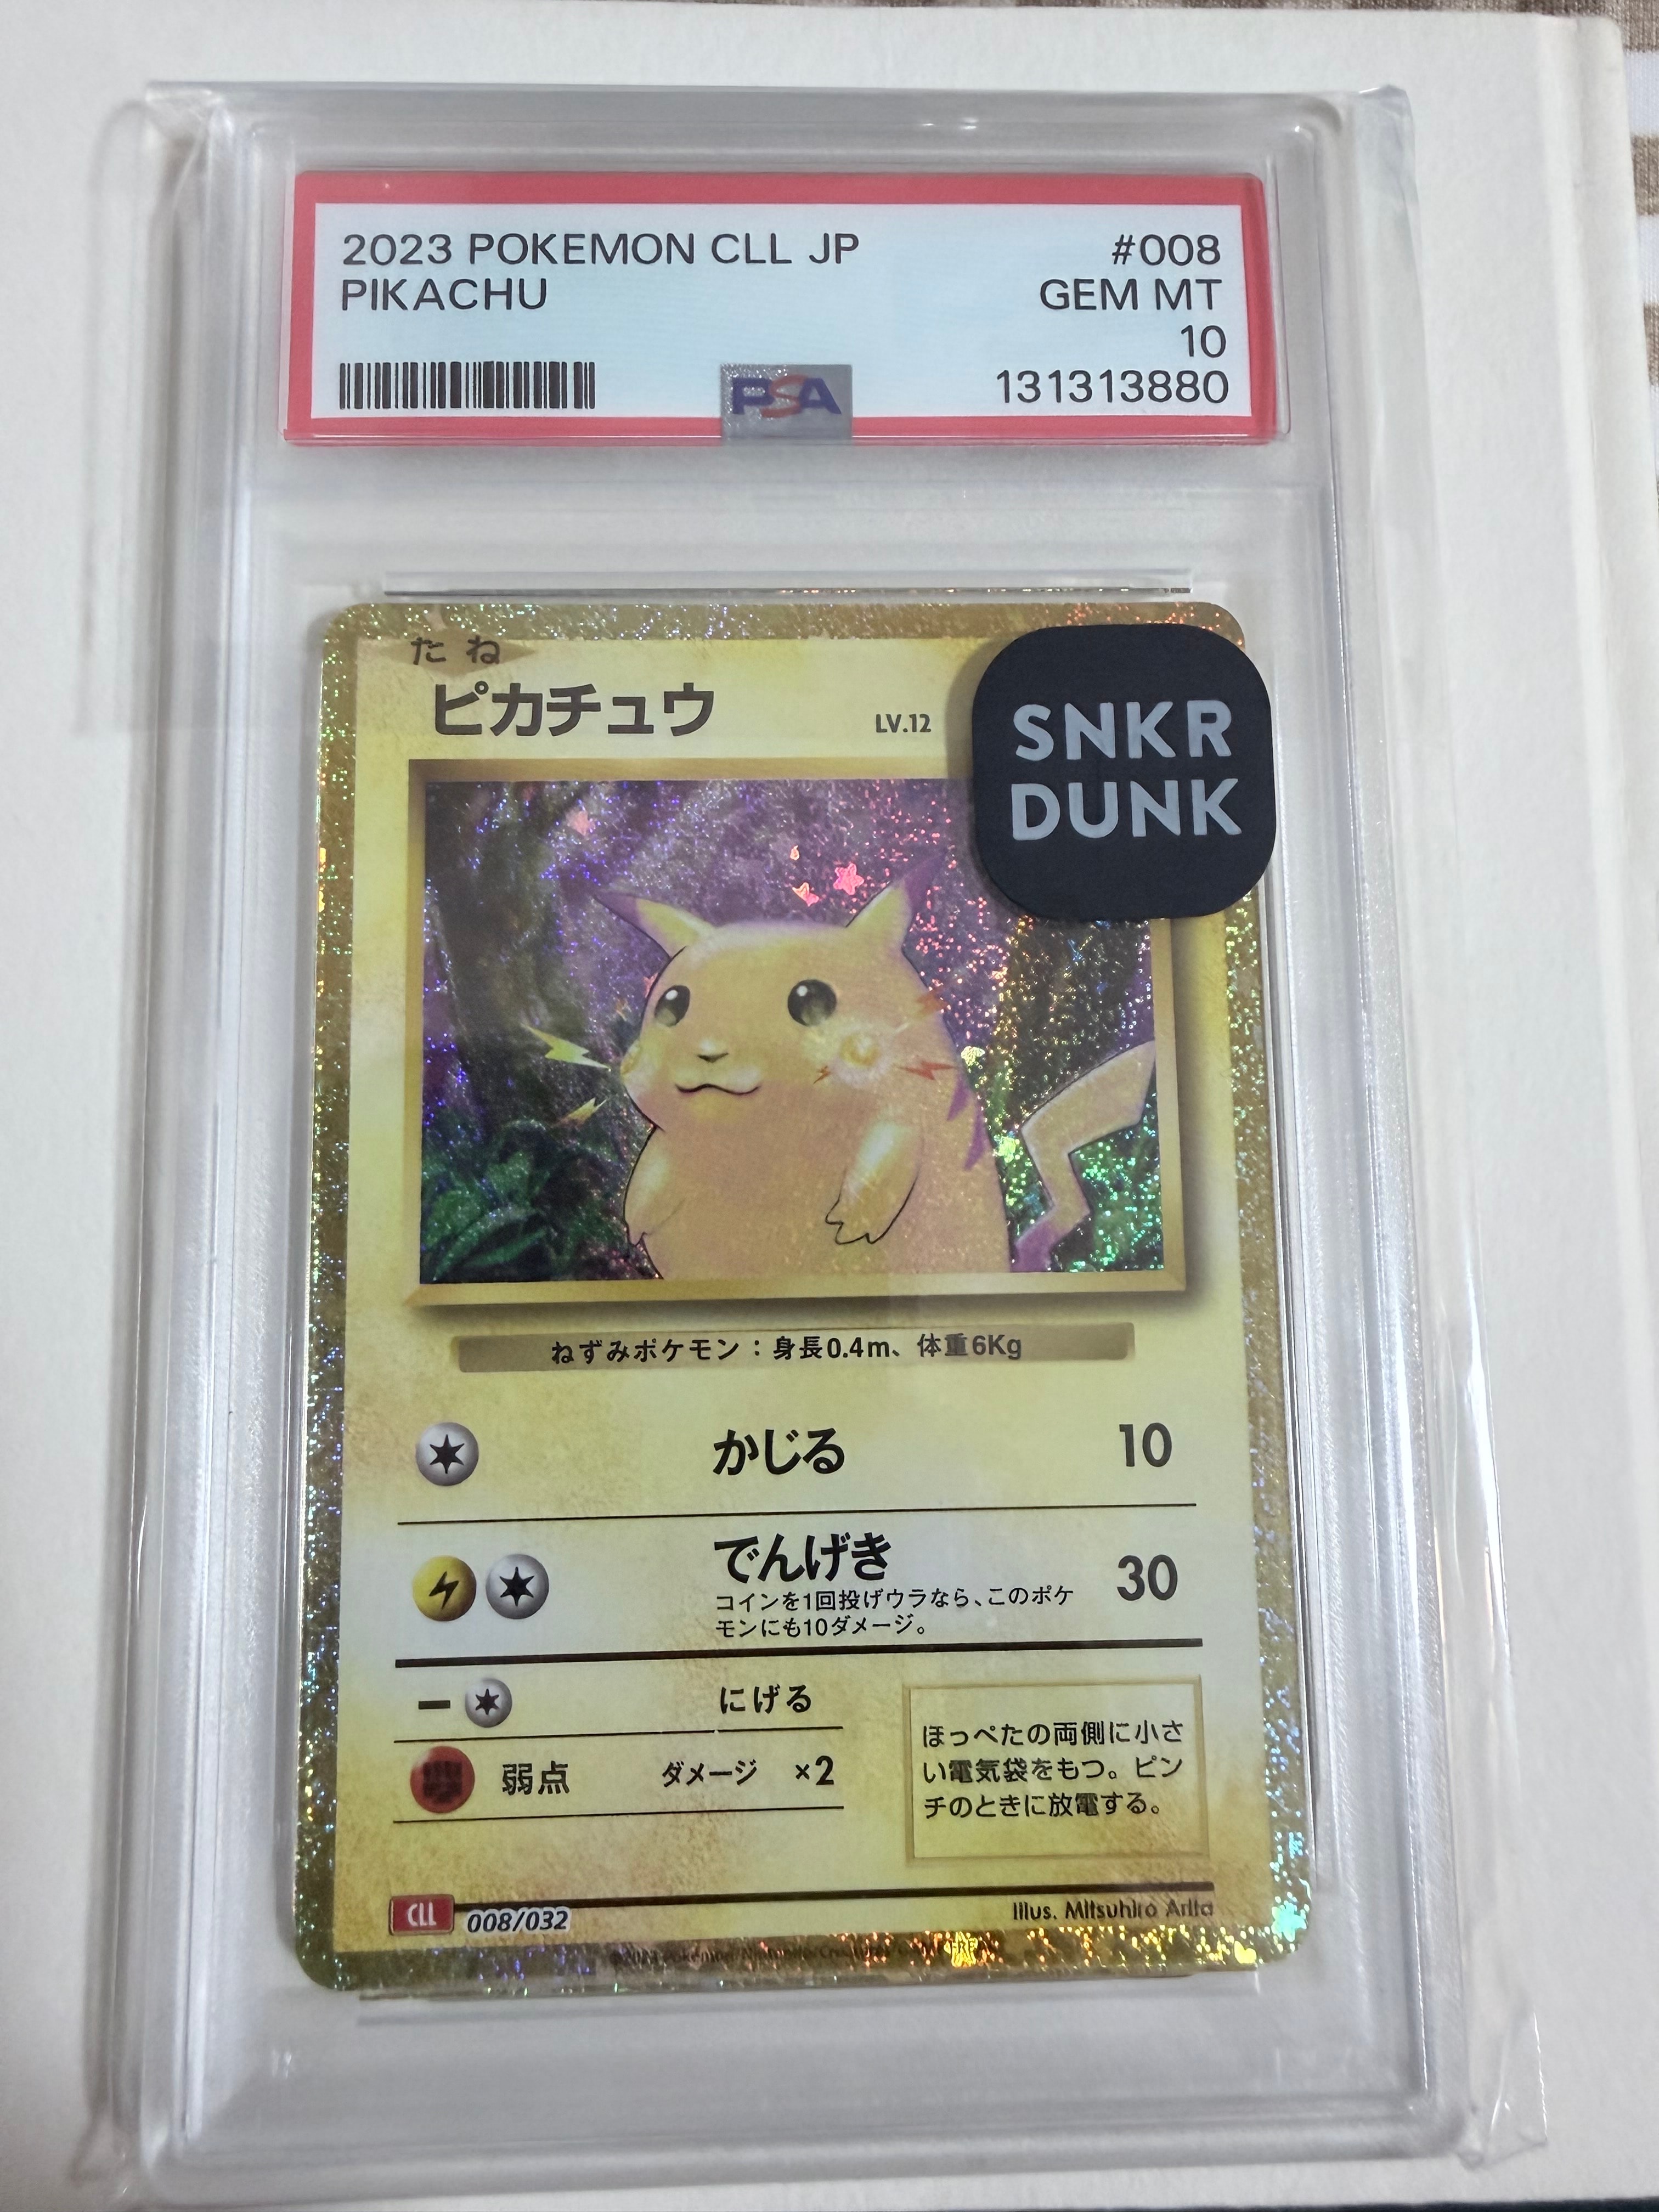 2023 POKEMON CLL JP #008
PIKACHU GEM MT
10
PSA 131313880
たね
ピカチュウ LV.12
SNKR
DUNK
ねずみポケモン：身長0.4m、体重6Kg
かじる 10
でんげき 30
コインを1回投げウラなら、このポケ
モンにも10ダメージ。
にげる
弱点 ダメージ ×2
ほっぺたの両側に小さ
い電気袋をもつ。ピン
チのときに放電する。
CLL 008/032 Illus. Mitsuhiro Arita
©2023 Pokémon/Nintendo/Creatures